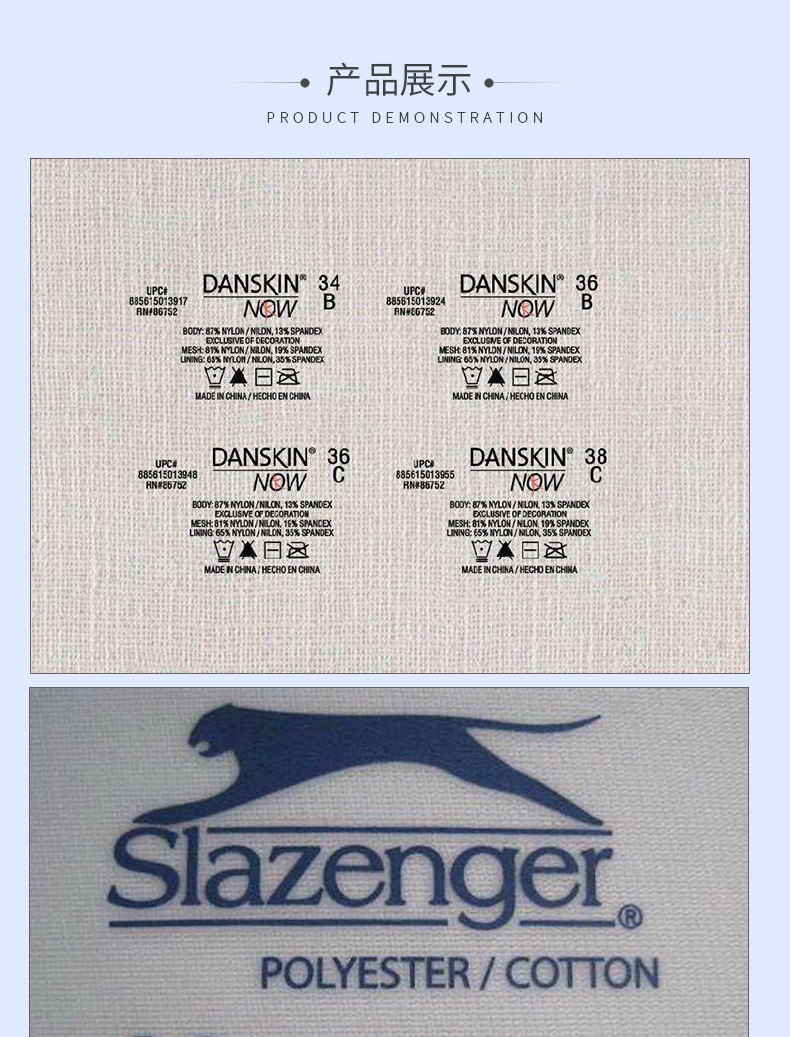 产品展示
PRODUCT DEMONSTRATION
UPC#
885615013917
RN#86752
DANSKIN® 34
NOW B
BODY: 87% NYLON / NILON, 13% SPANDEX
EXCLUSIVE OF DECORATION
MESH: 81% NYLON / NILON, 19% SPANDEX
LINING: 65% NYLON / NILON, 35% SPANDEX
MADE IN CHINA / HECHO EN CHINA
UPC#
885615013924
RN#86752
DANSKIN® 36
NOW B
BODY: 87% NYLON / NILON, 13% SPANDEX
EXCLUSIVE OF DECORATION
MESH: 81% NYLON / NILON, 19% SPANDEX
LINING: 65% NYLON / NILON, 35% SPANDEX
MADE IN CHINA / HECHO EN CHINA
UPC#
885615013948
RN#86752
DANSKIN® 36
NOW C
BODY: 87% NYLON / NILON, 13% SPANDEX
EXCLUSIVE OF DECORATION
MESH: 81% NYLON / NILON, 19% SPANDEX
LINING: 65% NYLON / NILON, 35% SPANDEX
MADE IN CHINA / HECHO EN CHINA
UPC#
885615013955
RN#86752
DANSKIN® 38
NOW C
BODY: 87% NYLON / NILON, 13% SPANDEX
EXCLUSIVE OF DECORATION
MESH: 81% NYLON / NILON, 19% SPANDEX
LINING: 65% NYLON / NILON, 35% SPANDEX
MADE IN CHINA / HECHO EN CHINA
Slazenger®
POLYESTER / COTTON